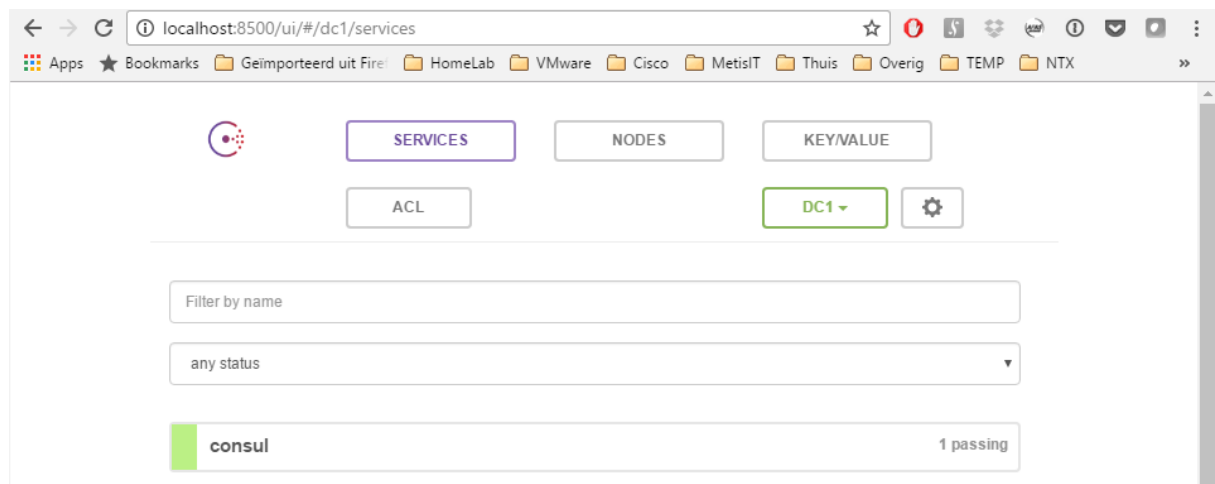 localhost:8500/ui/#/dc1/services
Apps Bookmarks Geïmporteerd uit Firef HomeLab VMware Cisco MetisIT Thuis Overig TEMP NTX »
SERVICES NODES KEY/VALUE
ACL DC1
Filter by name
any status
consul 1 passing